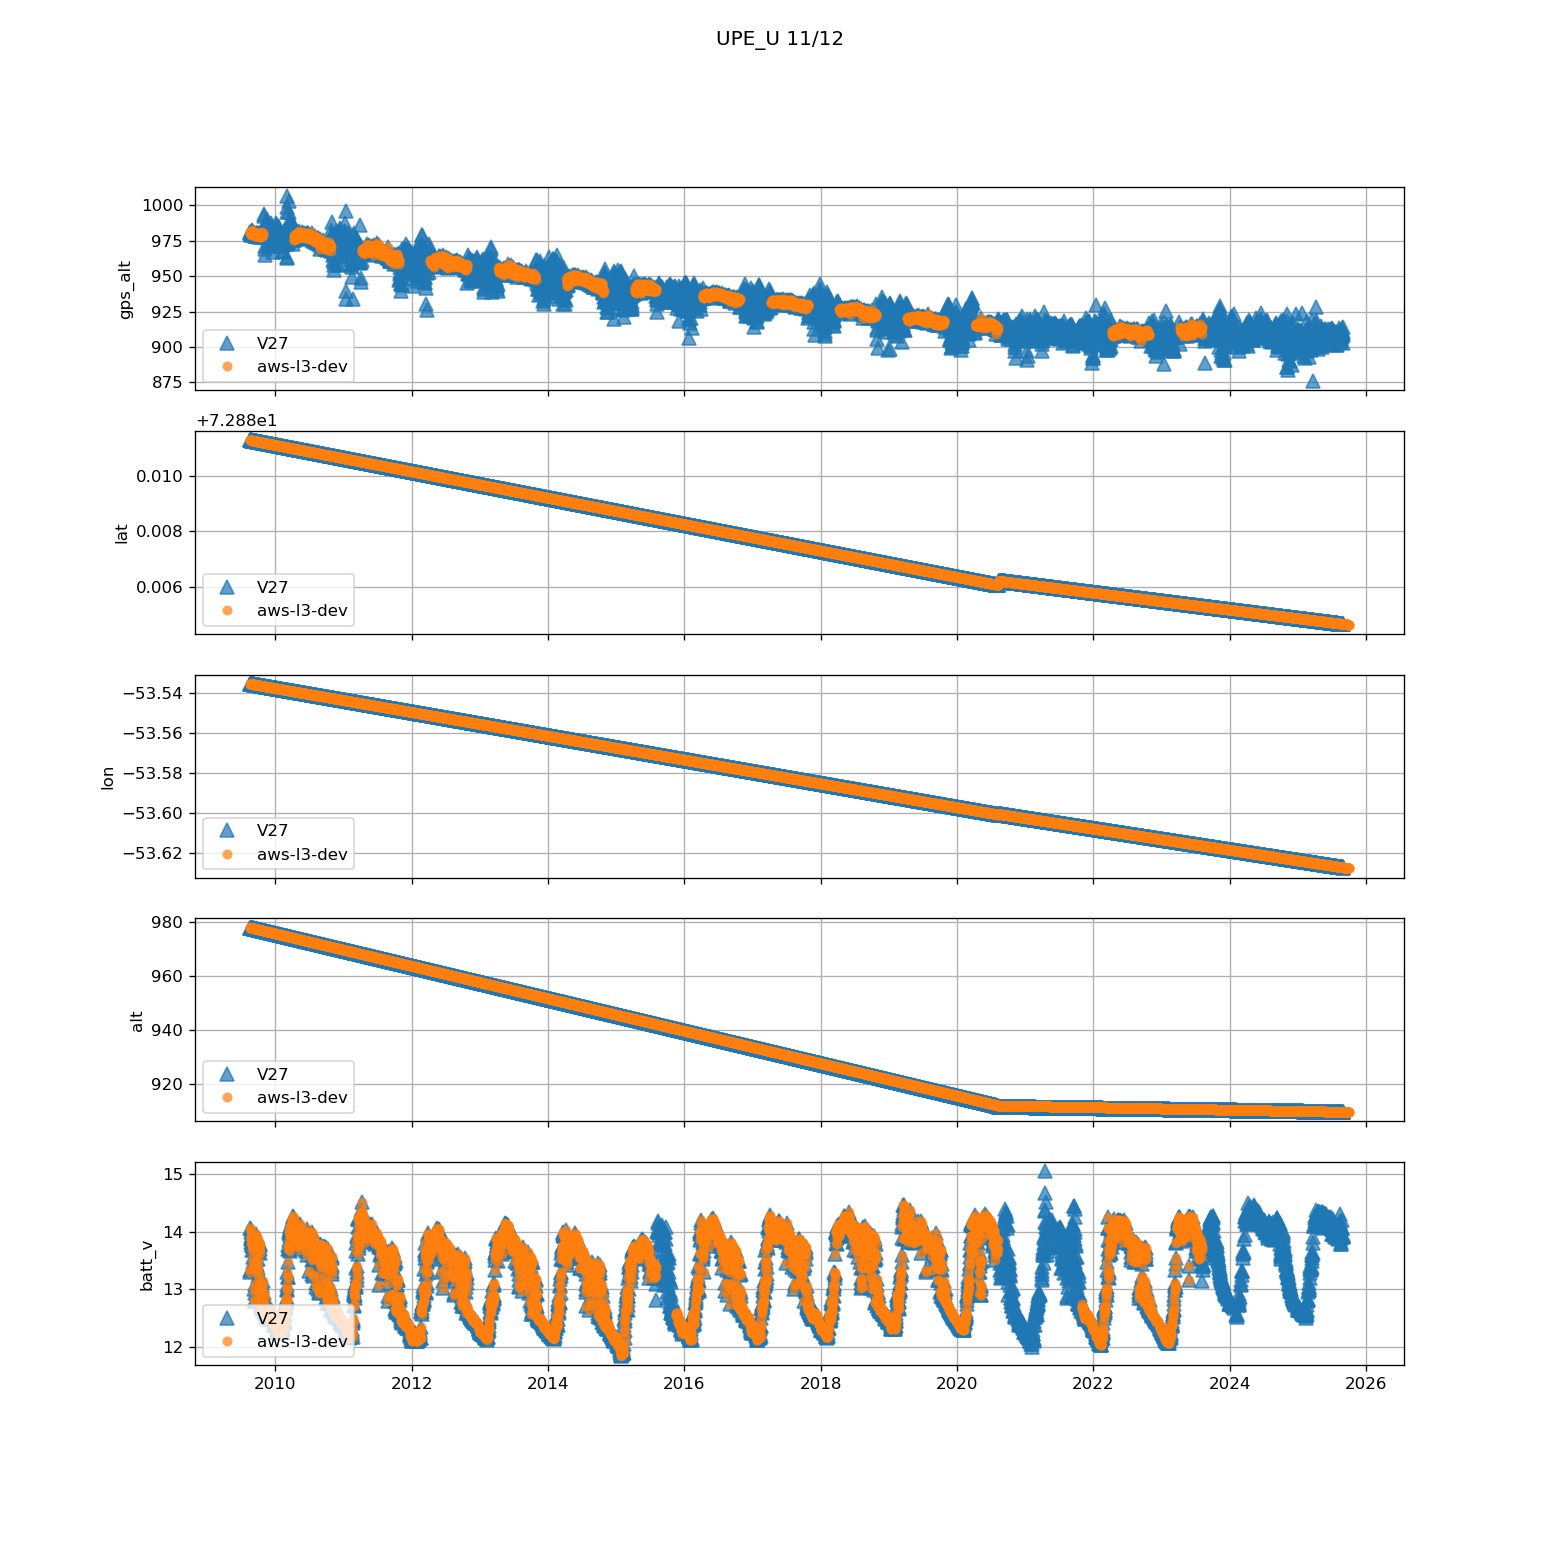 UPE_U 11/12
1000
975
950
925
900
875
gps_alt
V27
aws-l3-dev
+7.288e1
0.010
0.008
0.006
lat
V27
aws-l3-dev
−53.54
−53.56
−53.58
−53.60
−53.62
lon
V27
aws-l3-dev
980
960
940
920
alt
V27
aws-l3-dev
15
14
13
12
batt_v
V27
aws-l3-dev
2010 2012 2014 2016 2018 2020 2022 2024 2026